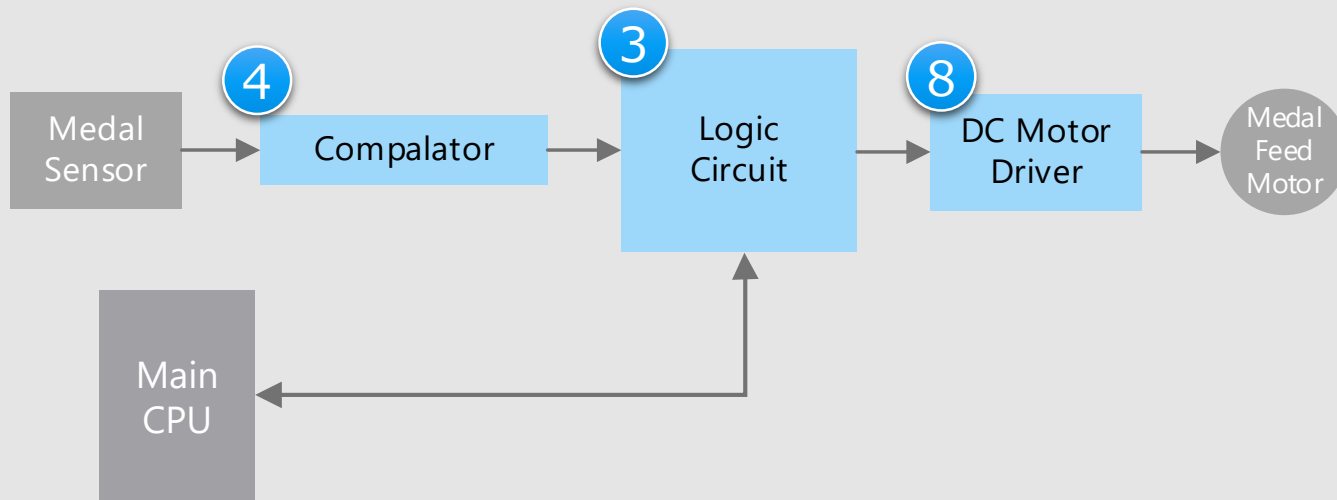 3
4
8
Medal
Sensor
Compalator
Logic
Circuit
DC Motor
Driver
Medal
Feed
Motor
Main
CPU